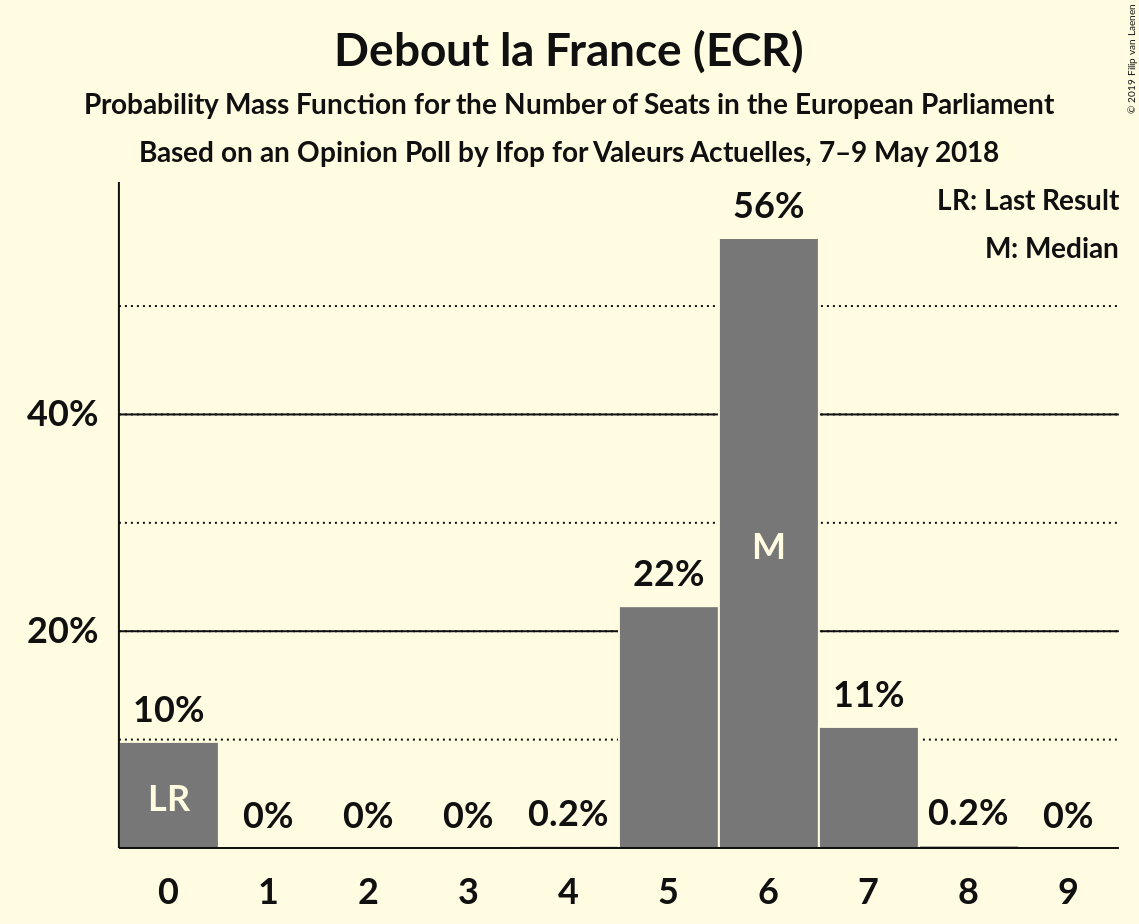 Debout la France (ECR)
Probability Mass Function for the Number of Seats in the European Parliament
Based on an Opinion Poll by Ifop for Valeurs Actuelles, 7–9 May 2018
© 2019 Filip van Laenen
LR: Last Result
M: Median
56%
40%
M
22%
20%
11%
10%
LR
0%
0%
0%
0.2%
0.2%
0%
0 1 2 3 4 5 6 7 8 9